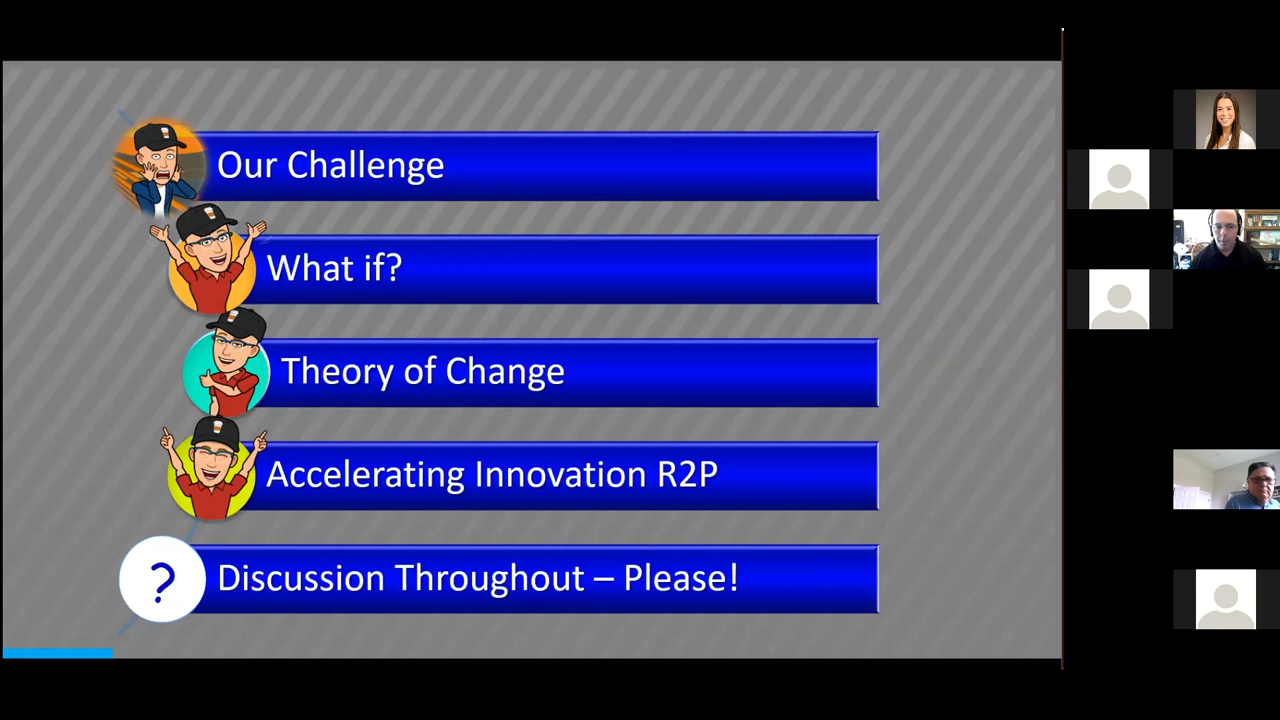 Our Challenge
What if?
Theory of Change
Accelerating Innovation R2P
?
Discussion Throughout – Please!